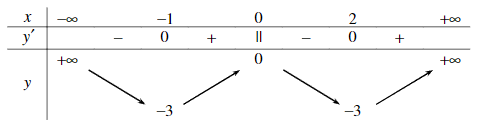 x −∞ −1 0 2 +∞
y′ − 0 + || − 0 + 
+∞ 0 +∞
y
−3 −3